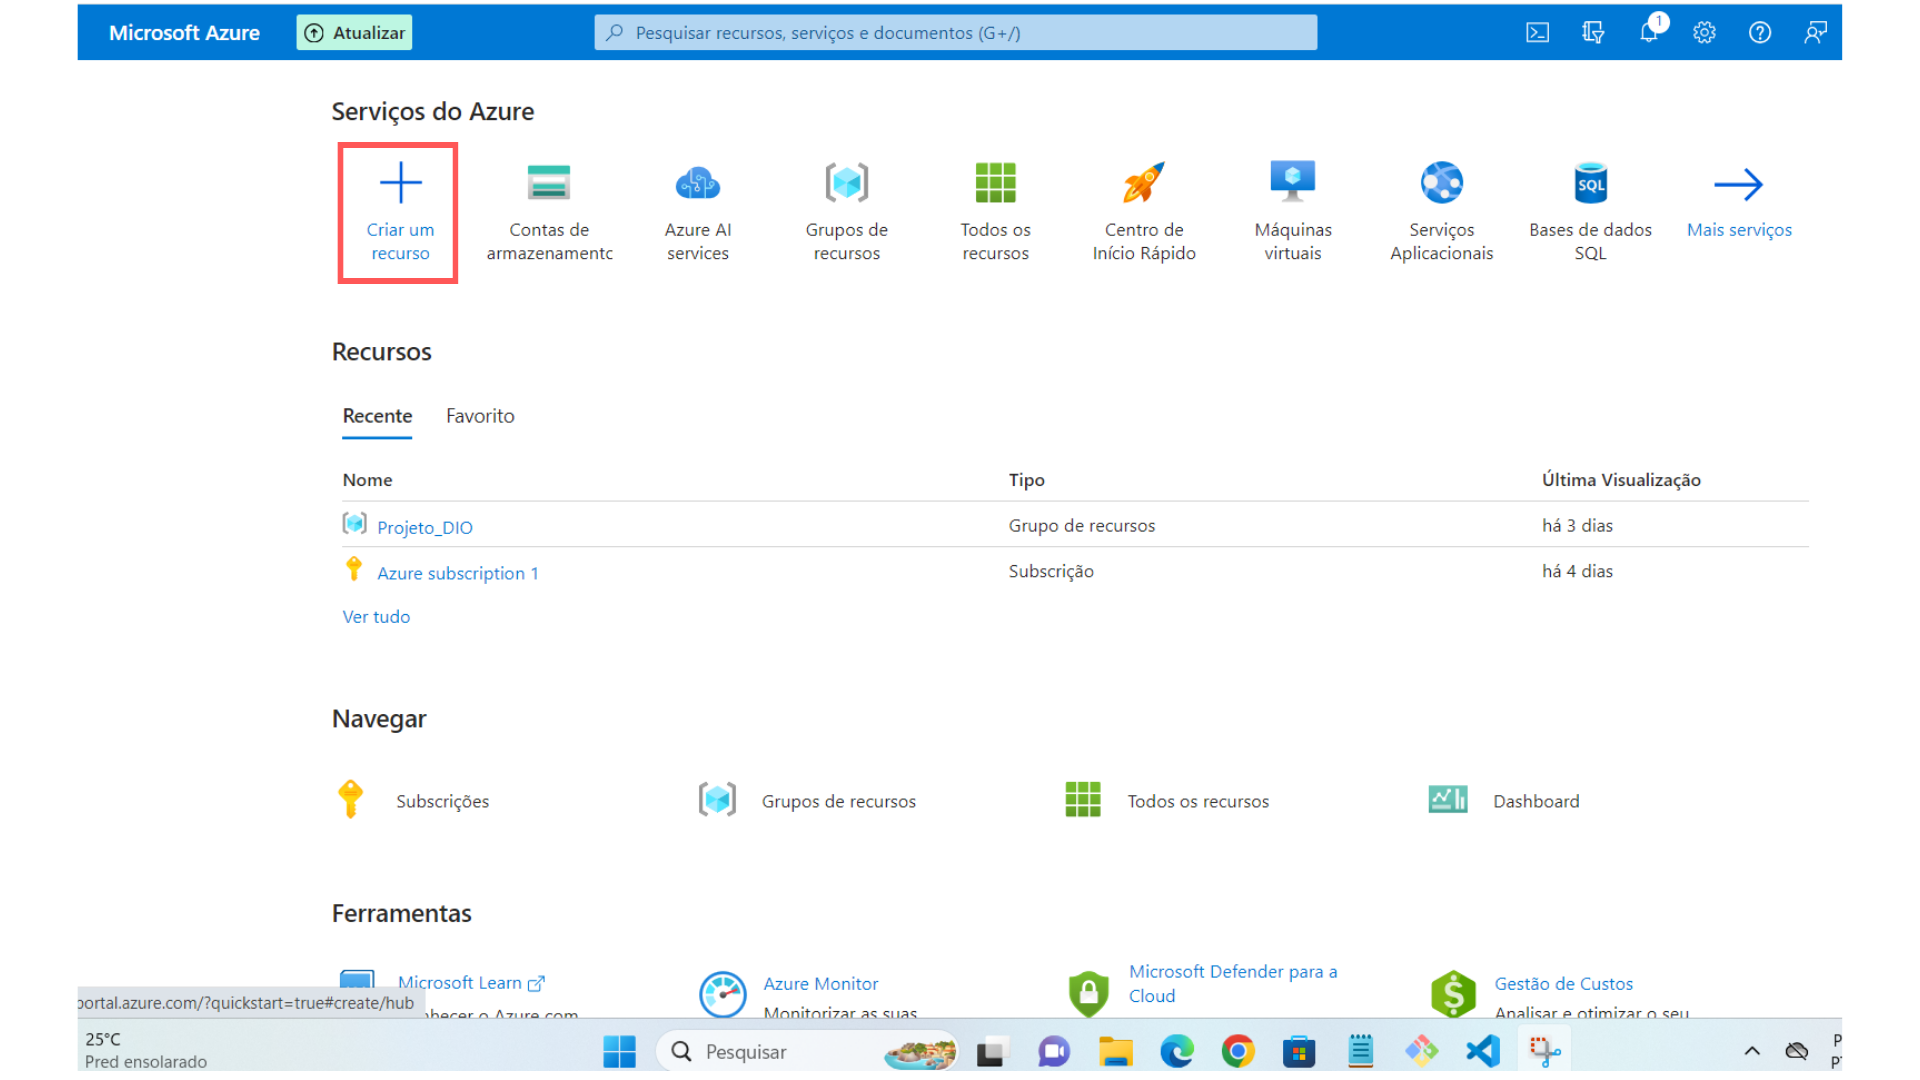 Microsoft Azure
Atualizar
Pesquisar recursos, serviços e documentos (G+/)
1
Serviços do Azure
Criar um
recurso
Contas de
armazenamentc
Azure AI
services
Grupos de
recursos
Todos os
recursos
Centro de
Início Rápido
Máquinas
virtuais
Serviços
Aplicacionais
SQL
Bases de dados
SQL
Mais serviços
Recursos
Recente
Favorito
Nome
Tipo
Última Visualização
Projeto_DIO
Grupo de recursos
há 3 dias
Azure subscription 1
Subscrição
há 4 dias
Ver tudo
Navegar
Subscrições
Grupos de recursos
Todos os recursos
Dashboard
Ferramentas
Microsoft Learn
Azure Monitor
Monitorizar as suas
Microsoft Defender para a
Cloud
Gestão de Custos
Analisar e otimizar o seu
portal.azure.com/?quickstart=true#create/hub
nhecer o Azure com
25°C
Pred ensolarado
Pesquisar